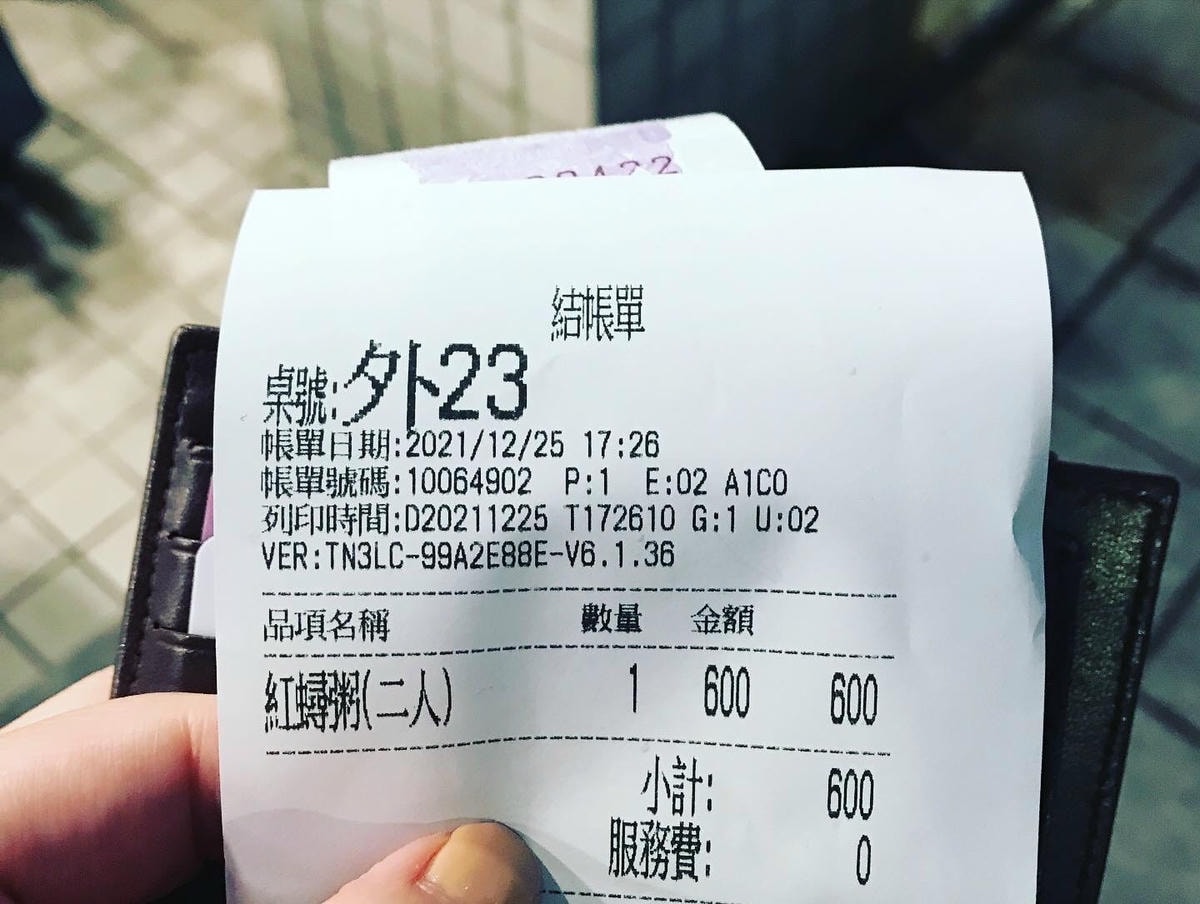 結帳單
桌號:外23
帳單日期:2021/12/25 17:26
帳單號碼:10064902 P:1 E:02 A1C0
列印時間:D20211225 T172610 G:1 U:02
VER:TN3LC-99A2E88E-V6.1.36
品項名稱 數量 金額
紅蟳粥(二人) 1 600 600
小計: 600
服務費: 0